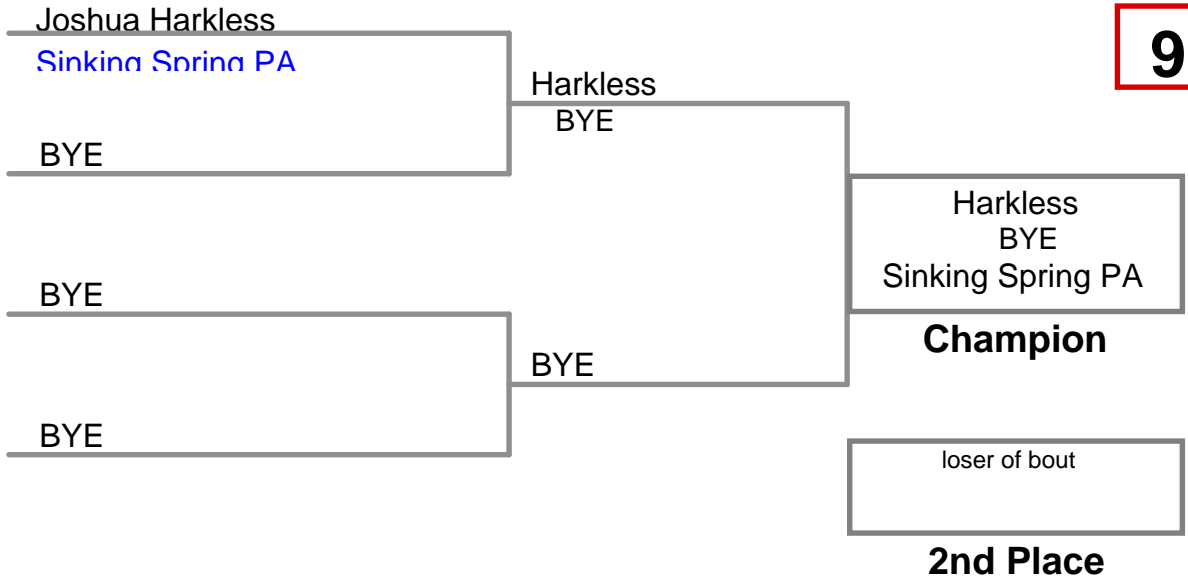 Joshua Harkless
Sinking Spring PA
9
Harkless
BYE
BYE
Harkless
BYE
Sinking Spring PA
BYE
Champion
BYE
BYE
loser of bout
2nd Place